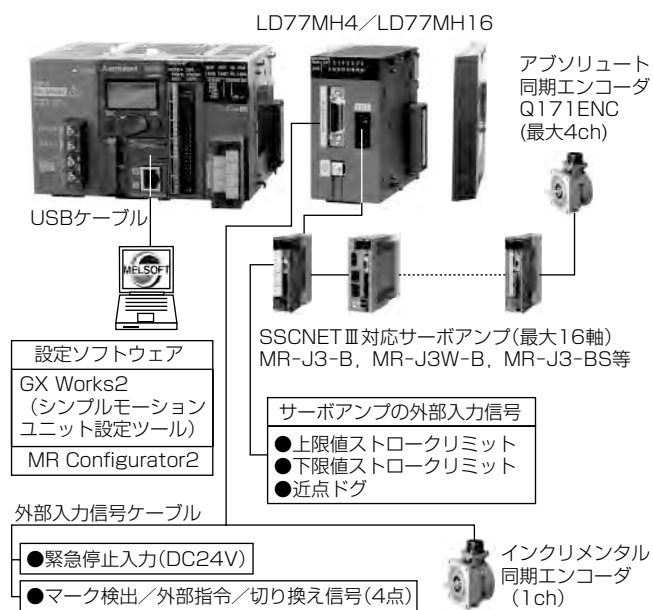 LD77MH4／LD77MH16
アブソリュート
同期エンコーダ
Q171ENC
(最大4ch)
USBケーブル
MELSOFT
設定ソフトウェア
GX Works2
（シンプルモーション
ユニット設定ツール）
MR Configurator2
SSCNETⅢ対応サーボアンプ(最大16軸)
MR-J3-B，MR-J3W-B，MR-J3-BS等
サーボアンプの外部入力信号
●上限値ストロークリミット
●下限値ストロークリミット
●近点ドグ
外部入力信号ケーブル
●緊急停止入力(DC24V)
●マーク検出／外部指令／切り換え信号(4点)
インクリメンタル
同期エンコーダ
（1ch）